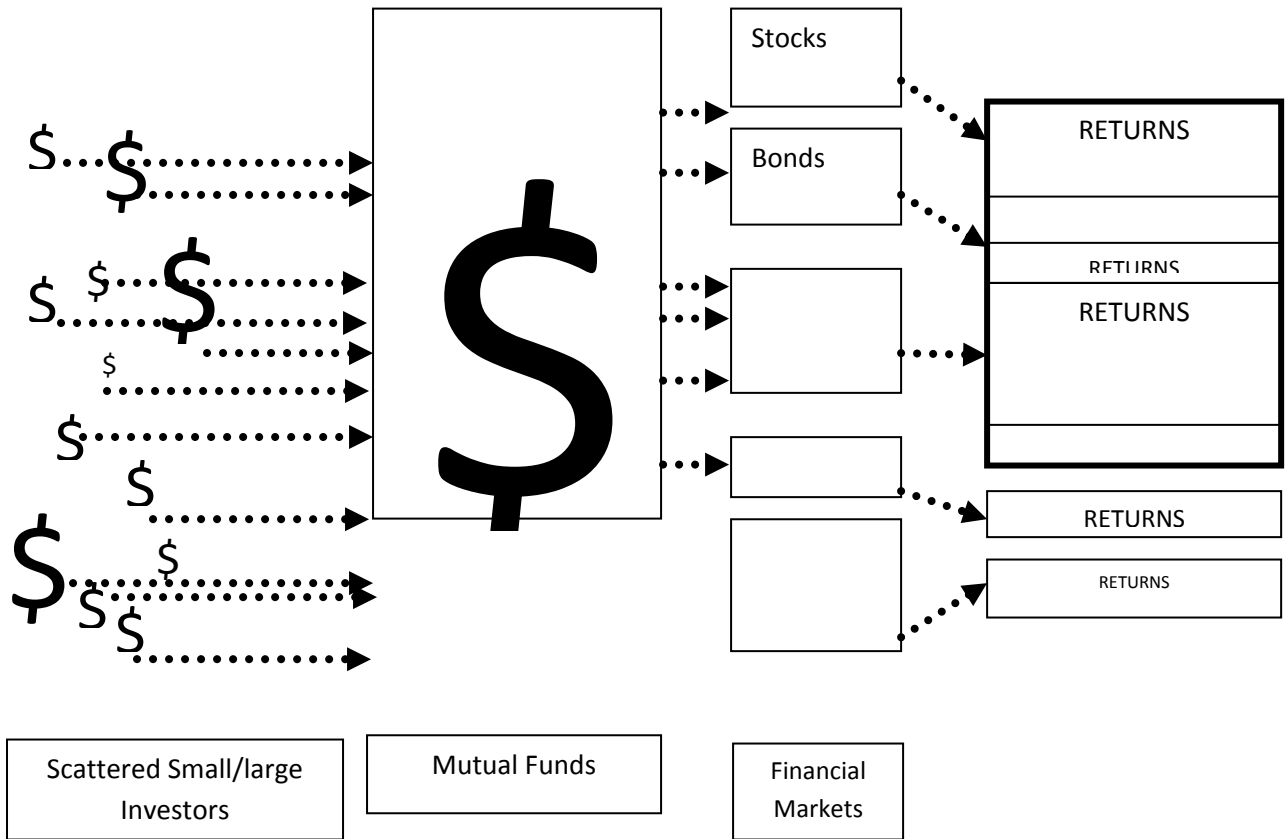 Stocks
RETURNS
Bonds
RETURNS
RETURNS
$
$
$
$
$
$
$
$
$
$
$
$
$
RETURNS
RETURNS
Scattered Small/large
Investors
Mutual Funds
Financial
Markets